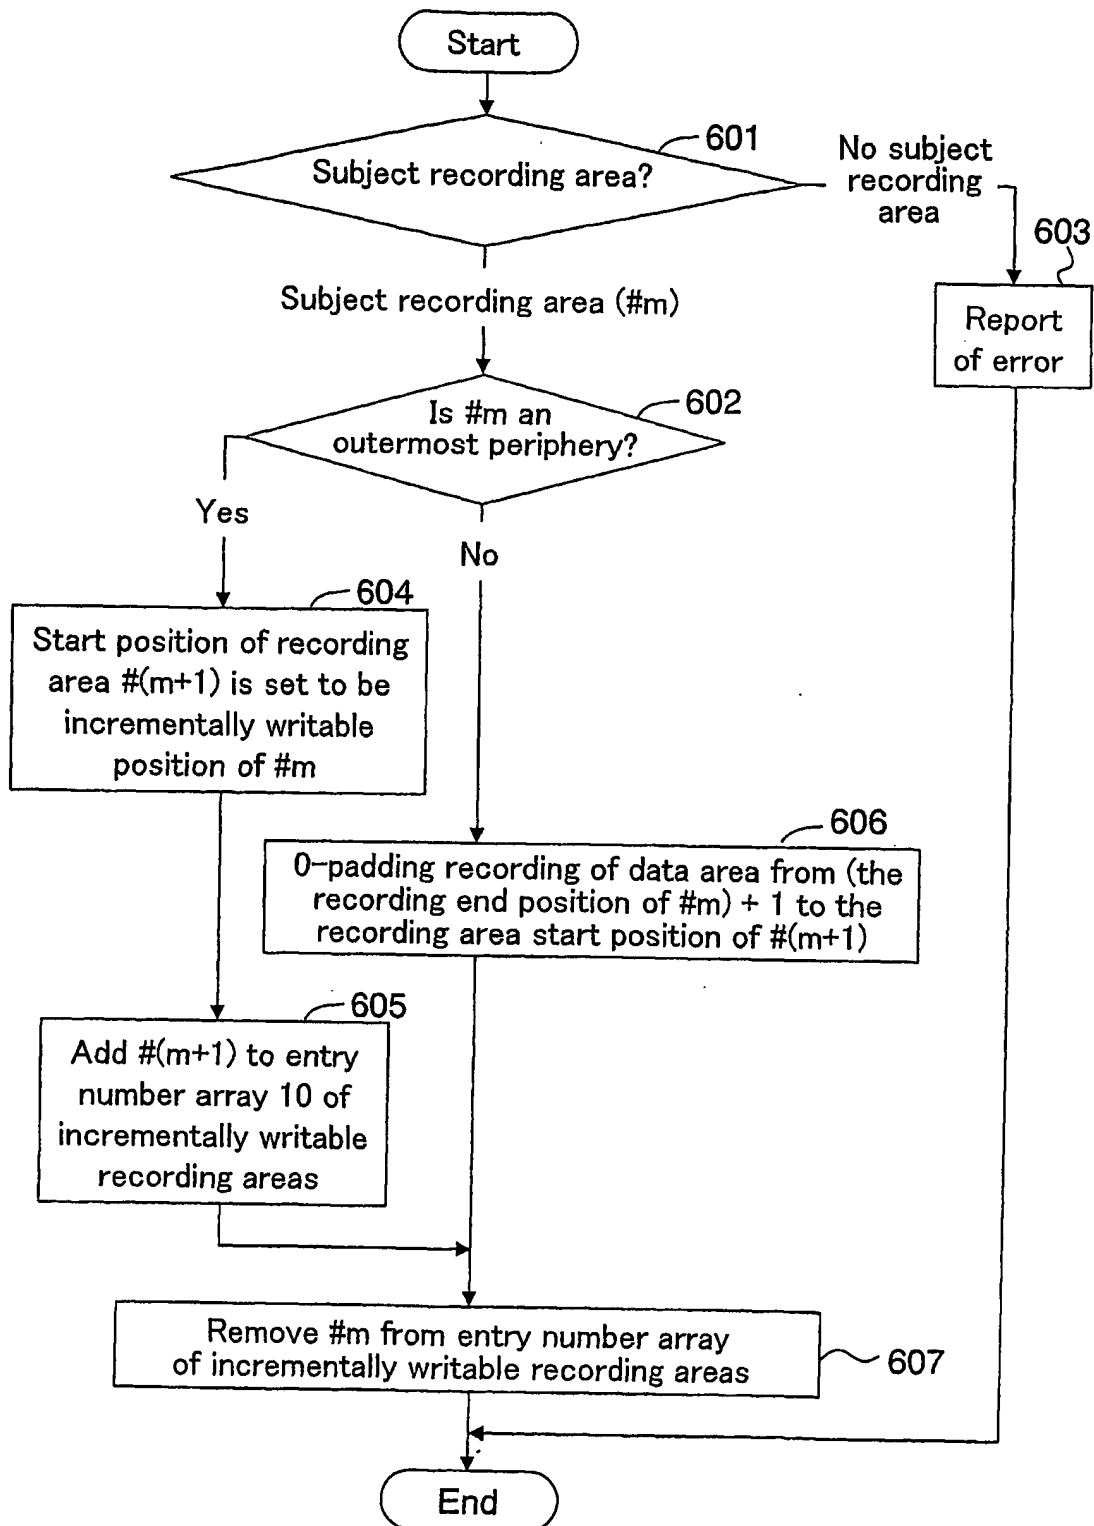 Start
601
Subject recording area?
No subject
recording
area
603
Report
of error
Subject recording area (#m)
602
Is #m an
outermost periphery?
Yes
No
604
Start position of recording
area #(m+1) is set to be
incrementally writable
position of #m
606
0-padding recording of data area from (the
recording end position of #m) + 1 to the
recording area start position of #(m+1)
605
Add #(m+1) to entry
number array 10 of
incrementally writable
recording areas
Remove #m from entry number array
of incrementally writable recording areas
607
End